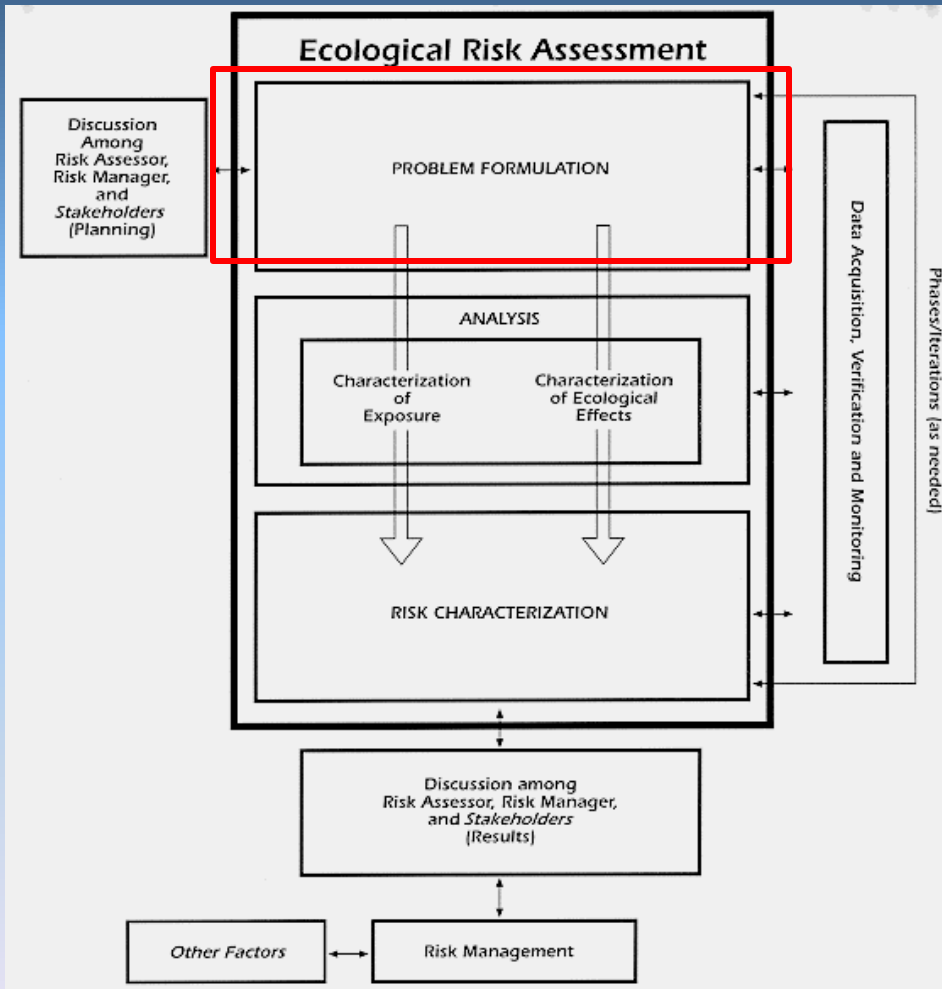 Ecological Risk Assessment
Discussion
Among
Risk Assessor,
Risk Manager,
and
Stakeholders
(Planning)
PROBLEM FORMULATION
ANALYSIS
Characterization
of
Exposure
Characterization
of Ecological
Effects
RISK CHARACTERIZATION
Data Acquisition, Verification and Monitoring
Phases/Iterations (as needed)
Discussion among
Risk Assessor, Risk Manager,
and Stakeholders
(Results)
Other Factors
Risk Management